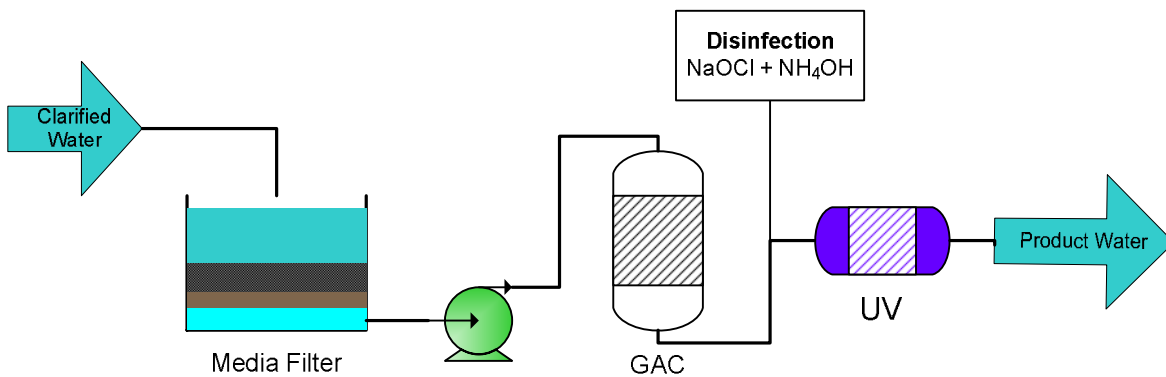 Clarified
Water
Media Filter
GAC
Disinfection
NaOCl + NH₄OH
UV
Product Water